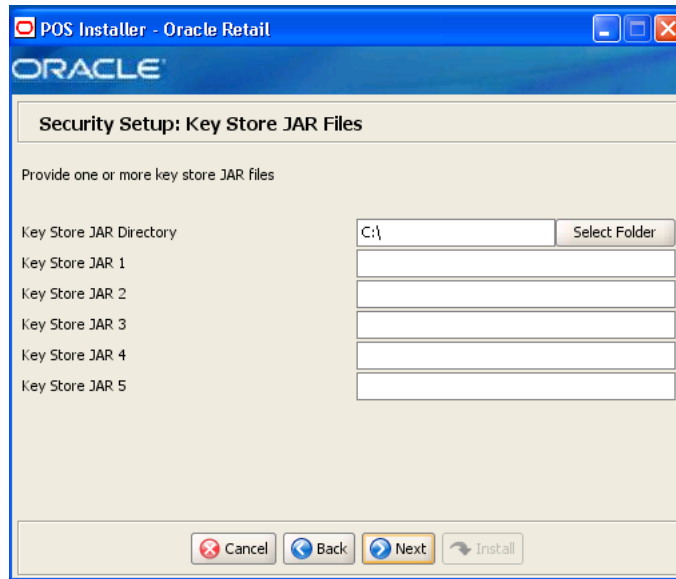 POS Installer - Oracle Retail
ORACLE
Security Setup: Key Store JAR Files
Provide one or more key store JAR files
Key Store JAR Directory C:\ Select Folder
Key Store JAR 1
Key Store JAR 2
Key Store JAR 3
Key Store JAR 4
Key Store JAR 5
Cancel Back Next Install